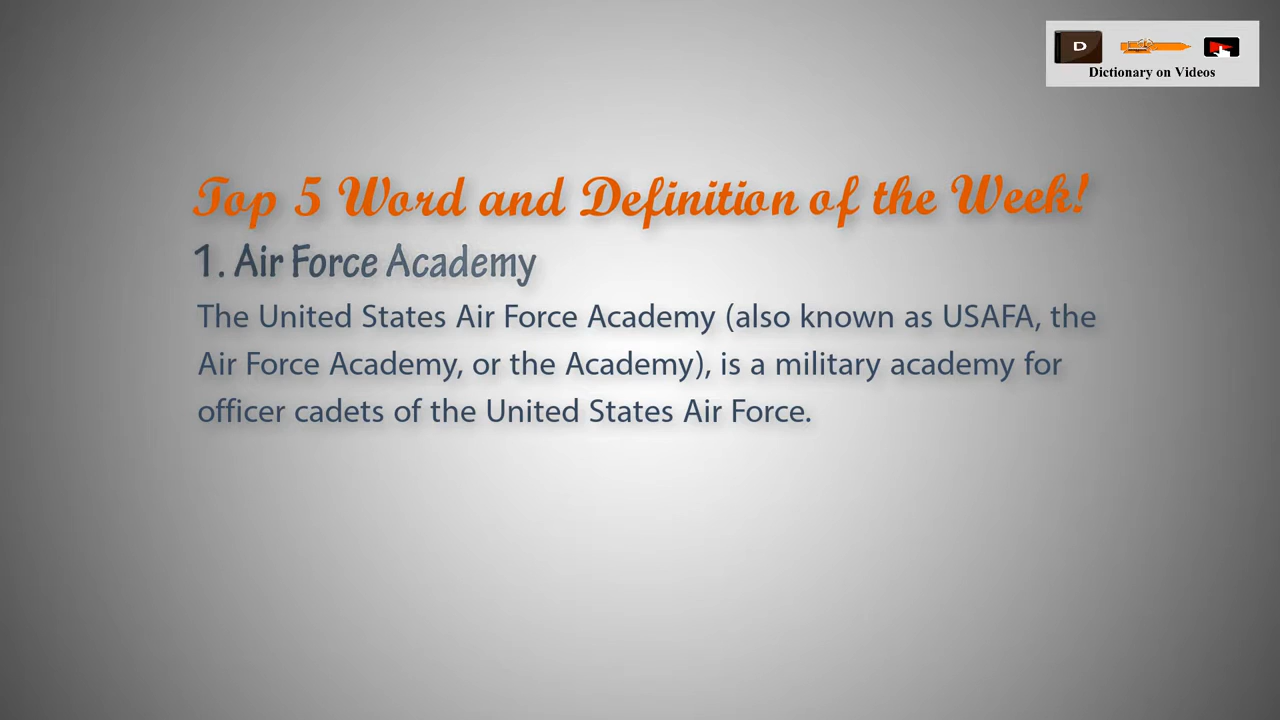 D
Dictionary on Videos
Top 5 Word and Definition of the Week!
1. Air Force Academy
The United States Air Force Academy (also known as USAFA, the
Air Force Academy, or the Academy), is a military academy for
officer cadets of the United States Air Force.